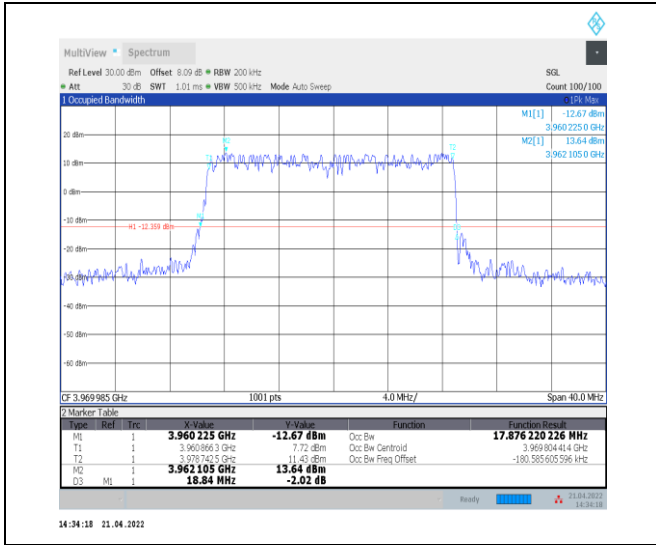 MultiView Spectrum
Ref Level 30.00 dBm Offset 8.09 dB RBW 200 kHz SGL
Att 30 dB SWT 1.01 ms VBW 500 kHz Mode Auto Sweep Count 100/100
1 Occupied Bandwidth 1Pk Max
M1[1] -12.67 dBm
3.960 225 0 GHz
M2[1] 13.64 dBm
3.962 105 0 GHz
20 dBm
M2
T1
T2
10 dBm
0 dBm
-10 dBm
M1
H1 -12.359 dBm
D3
-20 dBm
-30 dBm
-40 dBm
-50 dBm
-60 dBm
CF 3.969 985 GHz 1001 pts 4.0 MHz/ Span 40.0 MHz
2 Marker Table
Type Ref Trc X-Value Y-Value Function Function Result
M1 1 3.960 225 GHz -12.67 dBm Occ Bw 17.876 220 226 MHz
T1 1 3.960 866 3 GHz 7.72 dBm Occ Bw Centroid 3.969 804 414 GHz
T2 1 3.978 742 5 GHz 11.43 dBm Occ Bw Freq Offset -180.585 605 596 kHz
M2 1 3.962 105 GHz 13.64 dBm
D3 M1 1 18.84 MHz -2.02 dB
Ready 21.04.2022
14:34:18
14:34:18 21.04.2022